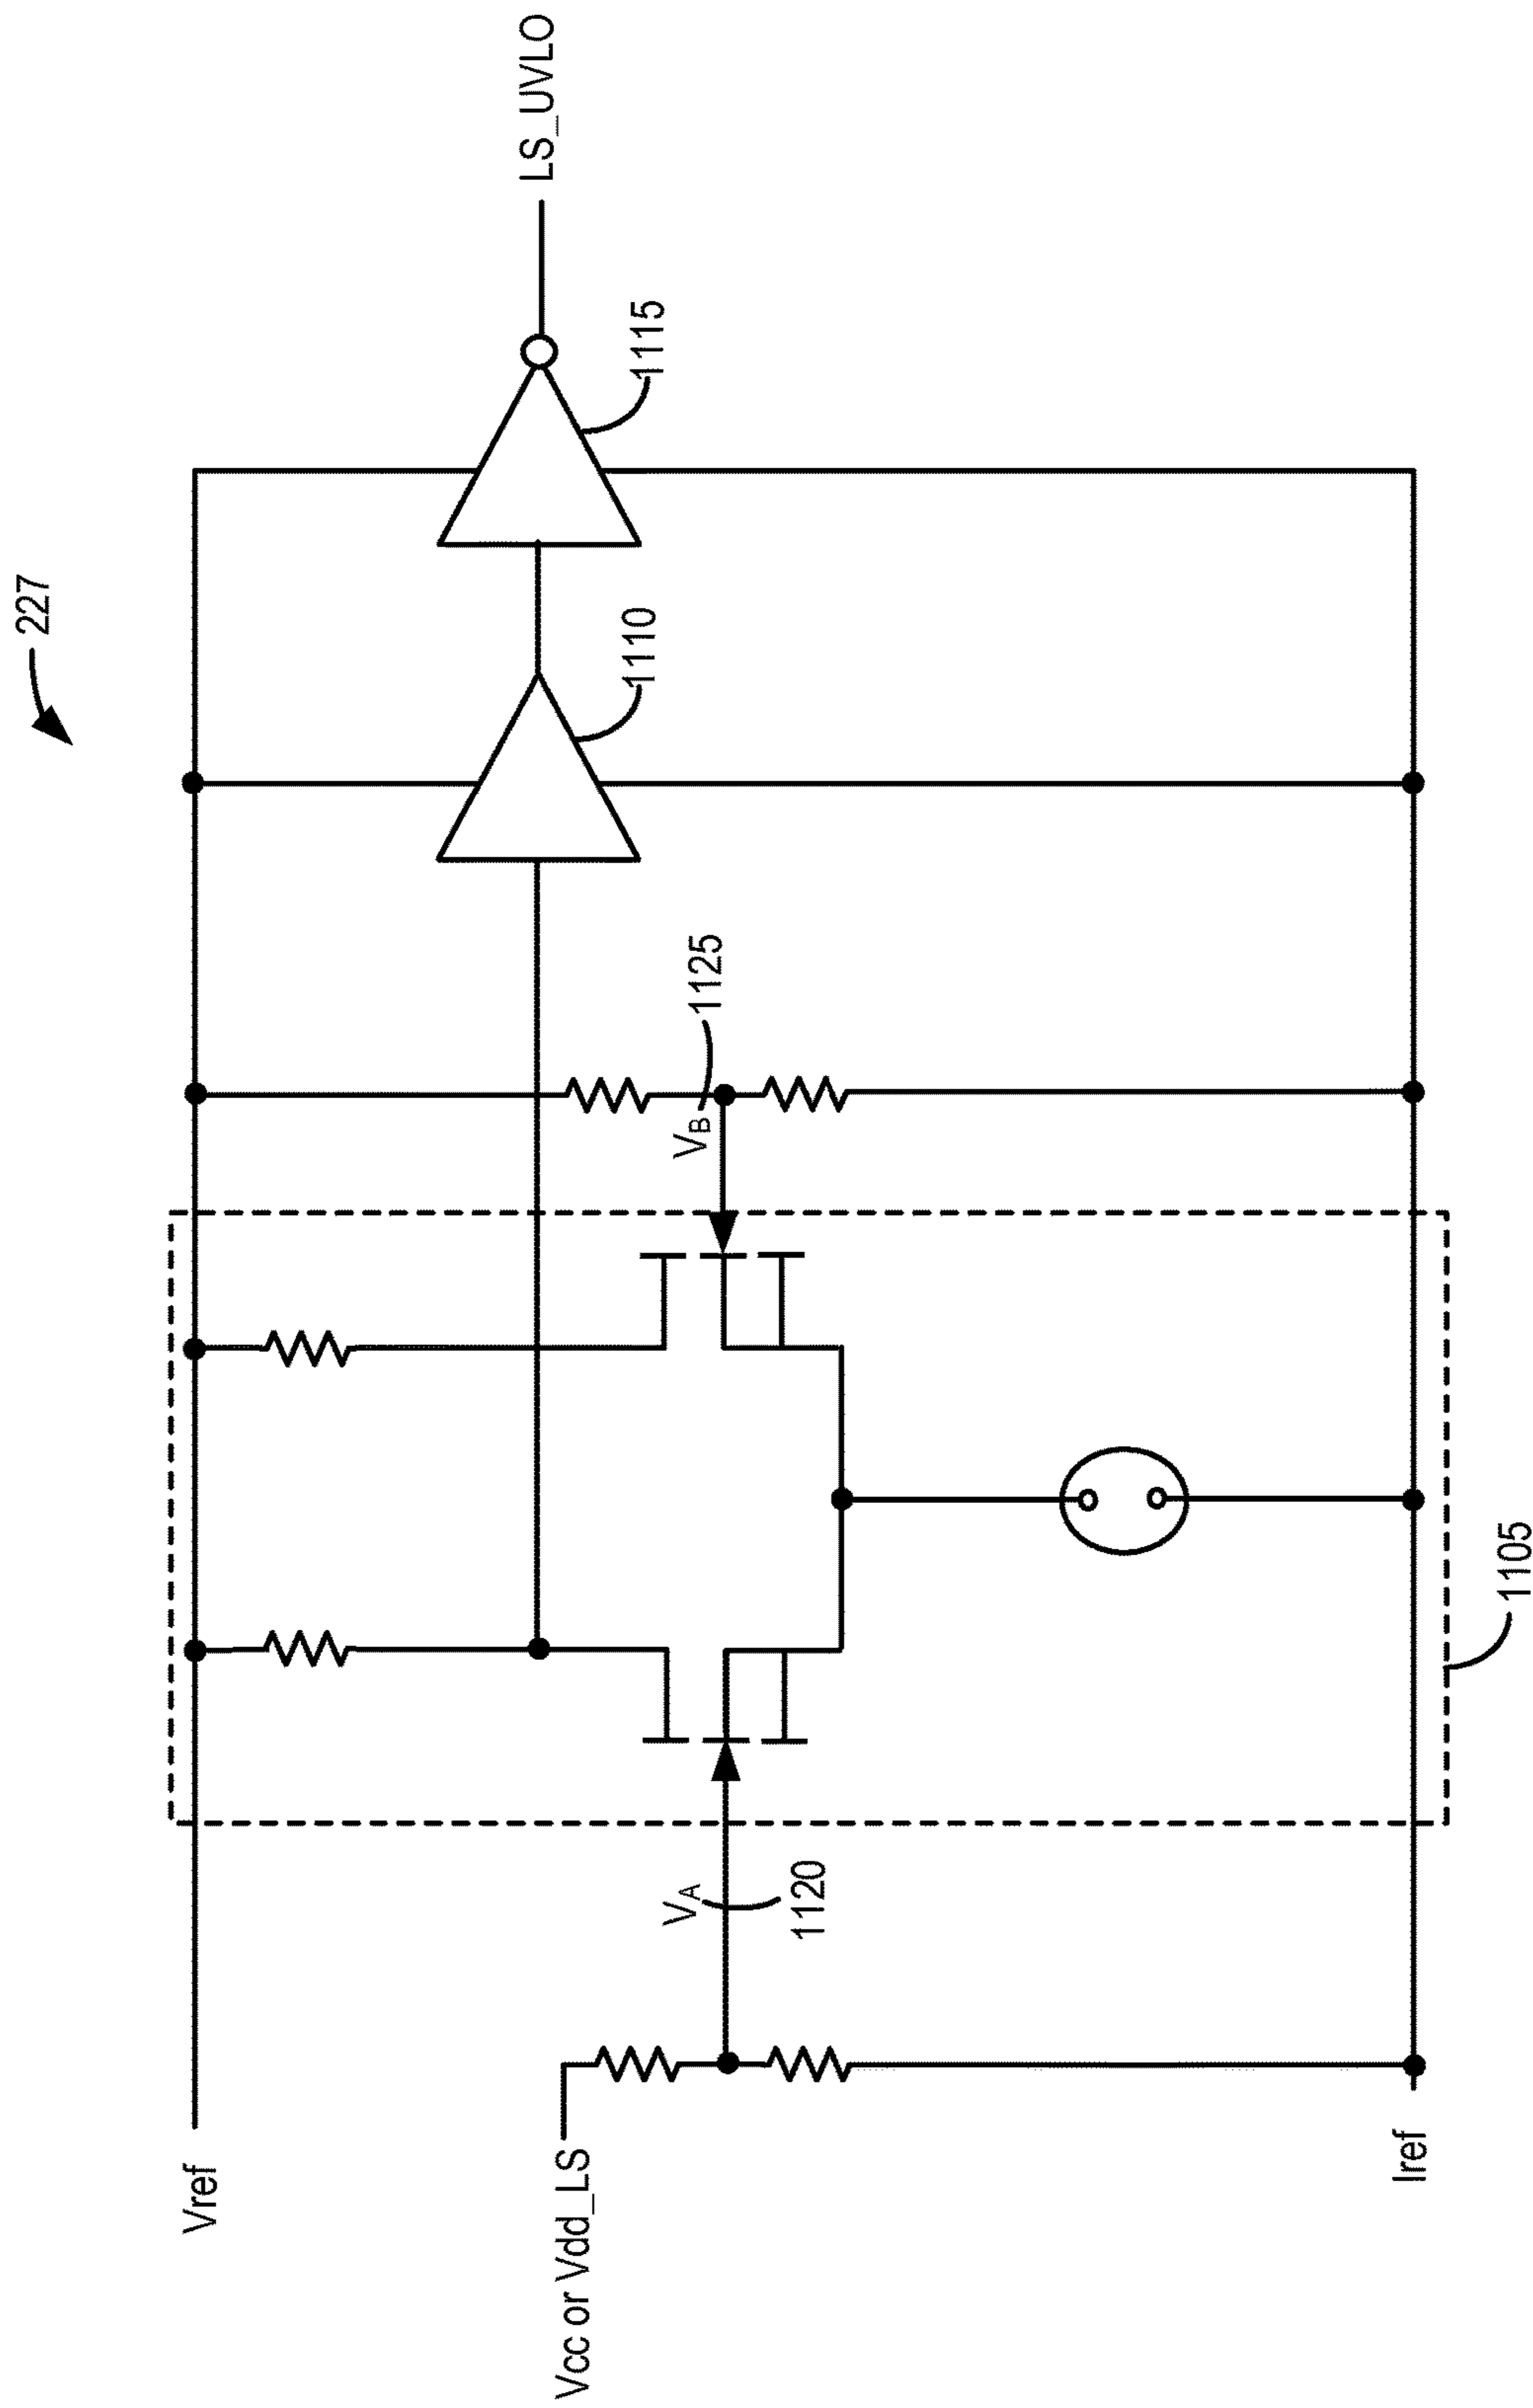 227
Vref
LS_UVLO
1115
1110
Vcc or Vdd_LS
VA
1120
VB
1125
Iref
1105